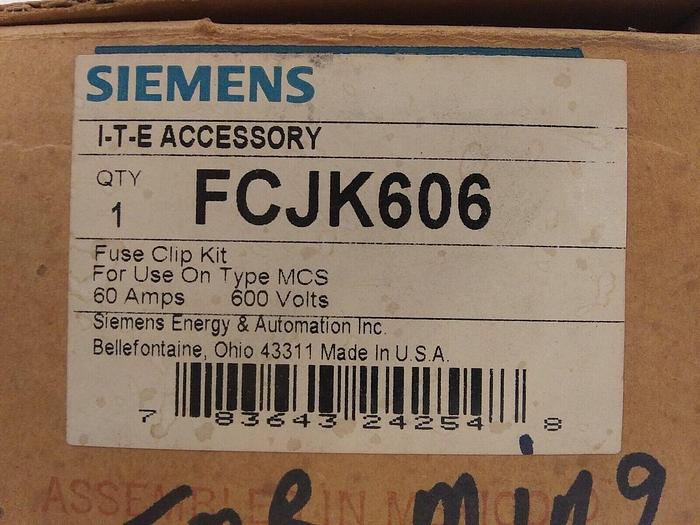 SIEMENS
I-T-E ACCESSORY
QTY
1
FCJK606
Fuse Clip Kit
For Use On Type MCS
60 Amps 600 Volts
Siemens Energy & Automation Inc.
Bellefontaine, Ohio 43311 Made In U.S.A.
7 83643 24254 8
IN